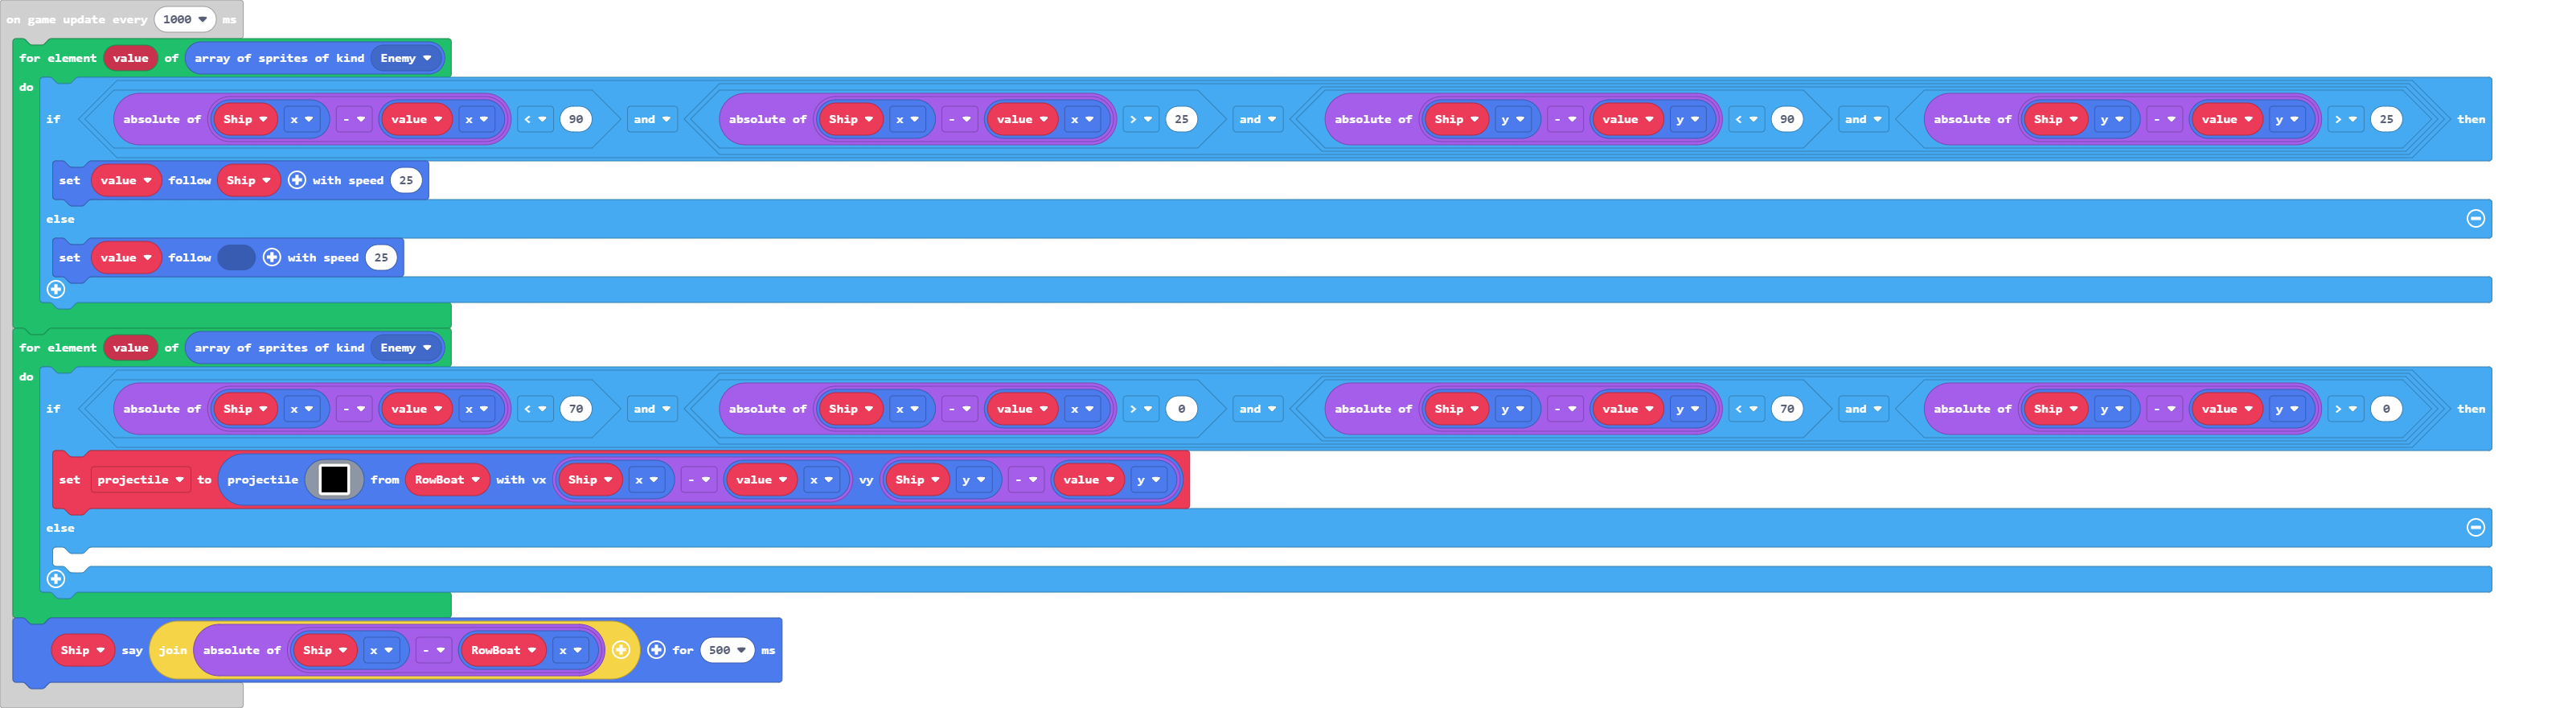 on game update every 1000 ms
for element value of array of sprites of kind Enemy
do
if absolute of Ship x - value x < 90 and absolute of Ship x - value x > 25 and absolute of Ship y - value y < 90 and absolute of Ship y - value y > 25 then
set value follow Ship with speed 25
else
set value follow with speed 25
for element value of array of sprites of kind Enemy
do
if absolute of Ship x - value x < 70 and absolute of Ship x - value x > 0 and absolute of Ship y - value y < 70 and absolute of Ship y - value y > 0 then
set projectile to projectile from RowBoat with vx Ship x - value x vy Ship y - value y
else
Ship say join absolute of Ship x - RowBoat x for 500 ms